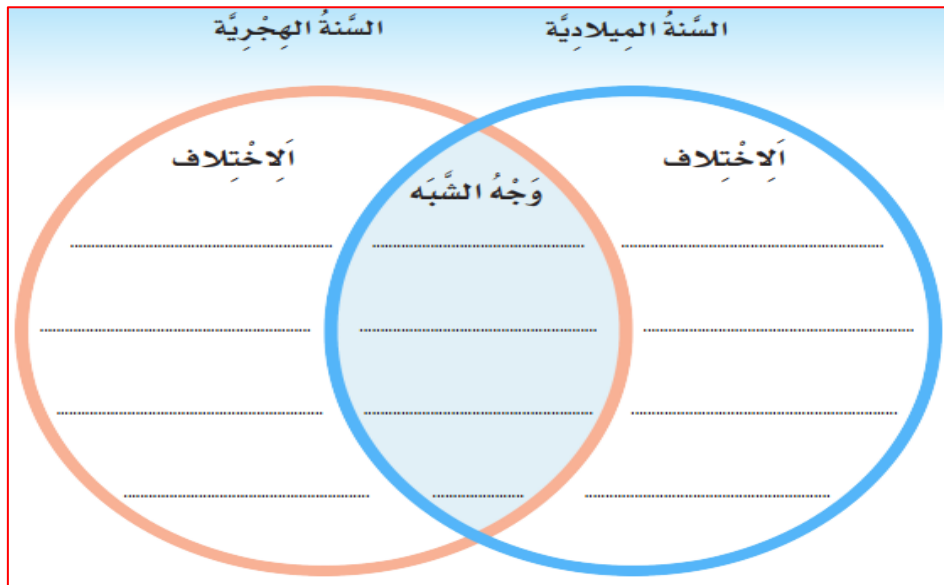 السَّنةُ المِيلادِيَّة السَّنةُ الهِجْرِيَّة
اَلِاخْتِلاف اَلِاخْتِلاف
وَجْهُ الشَّبَه